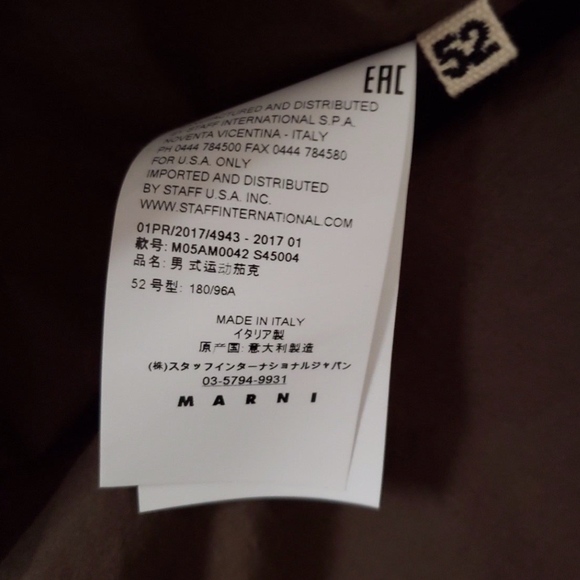 52
EAC
AND DISTRIBUTED
STAFF INTERNATIONAL S.P.A.
NOVENTA VICENTINA - ITALY
PH 0444 784500 FAX 0444 784580
FOR U.S.A. ONLY
IMPORTED AND DISTRIBUTED
BY STAFF U.S.A. INC.
WWW.STAFFINTERNATIONAL.COM
01PR/2017/4943 - 2017 01
款号: M05AM0042 S45004
品名: 男 式运动茄克
52 号型: 180/96A
MADE IN ITALY
イタリア製
原产国: 意大利製造
(株)スタッフインターナショナルジャパン
03-5794-9931
MARNI